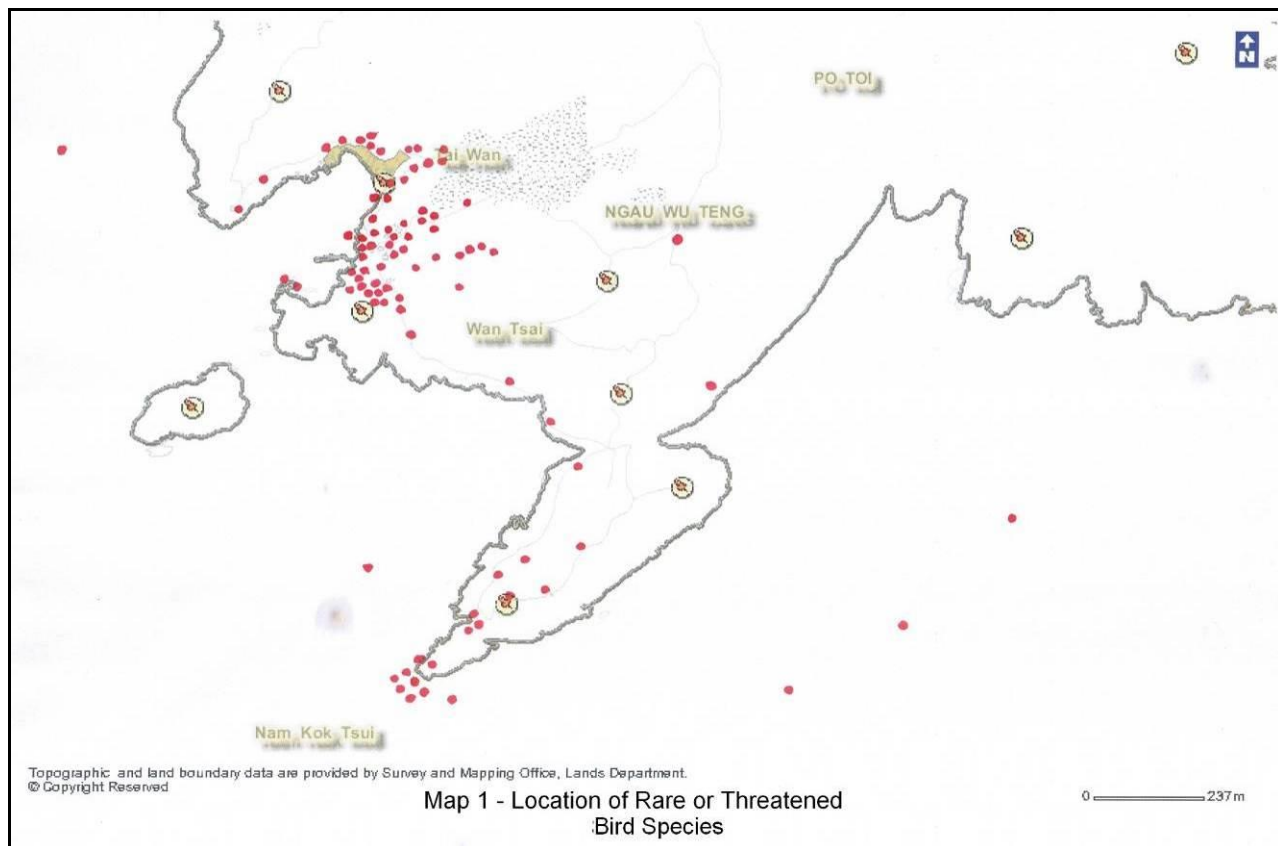 N
PO TOI
Tai Wan
NGAU WU TENG
Wan Tsai
Nam Kok Tsui
Topographic and land boundary data are provided by Survey and Mapping Office, Lands Department.
© Copyright Reserved
Map 1 - Location of Rare or Threatened
Bird Species
0 237m